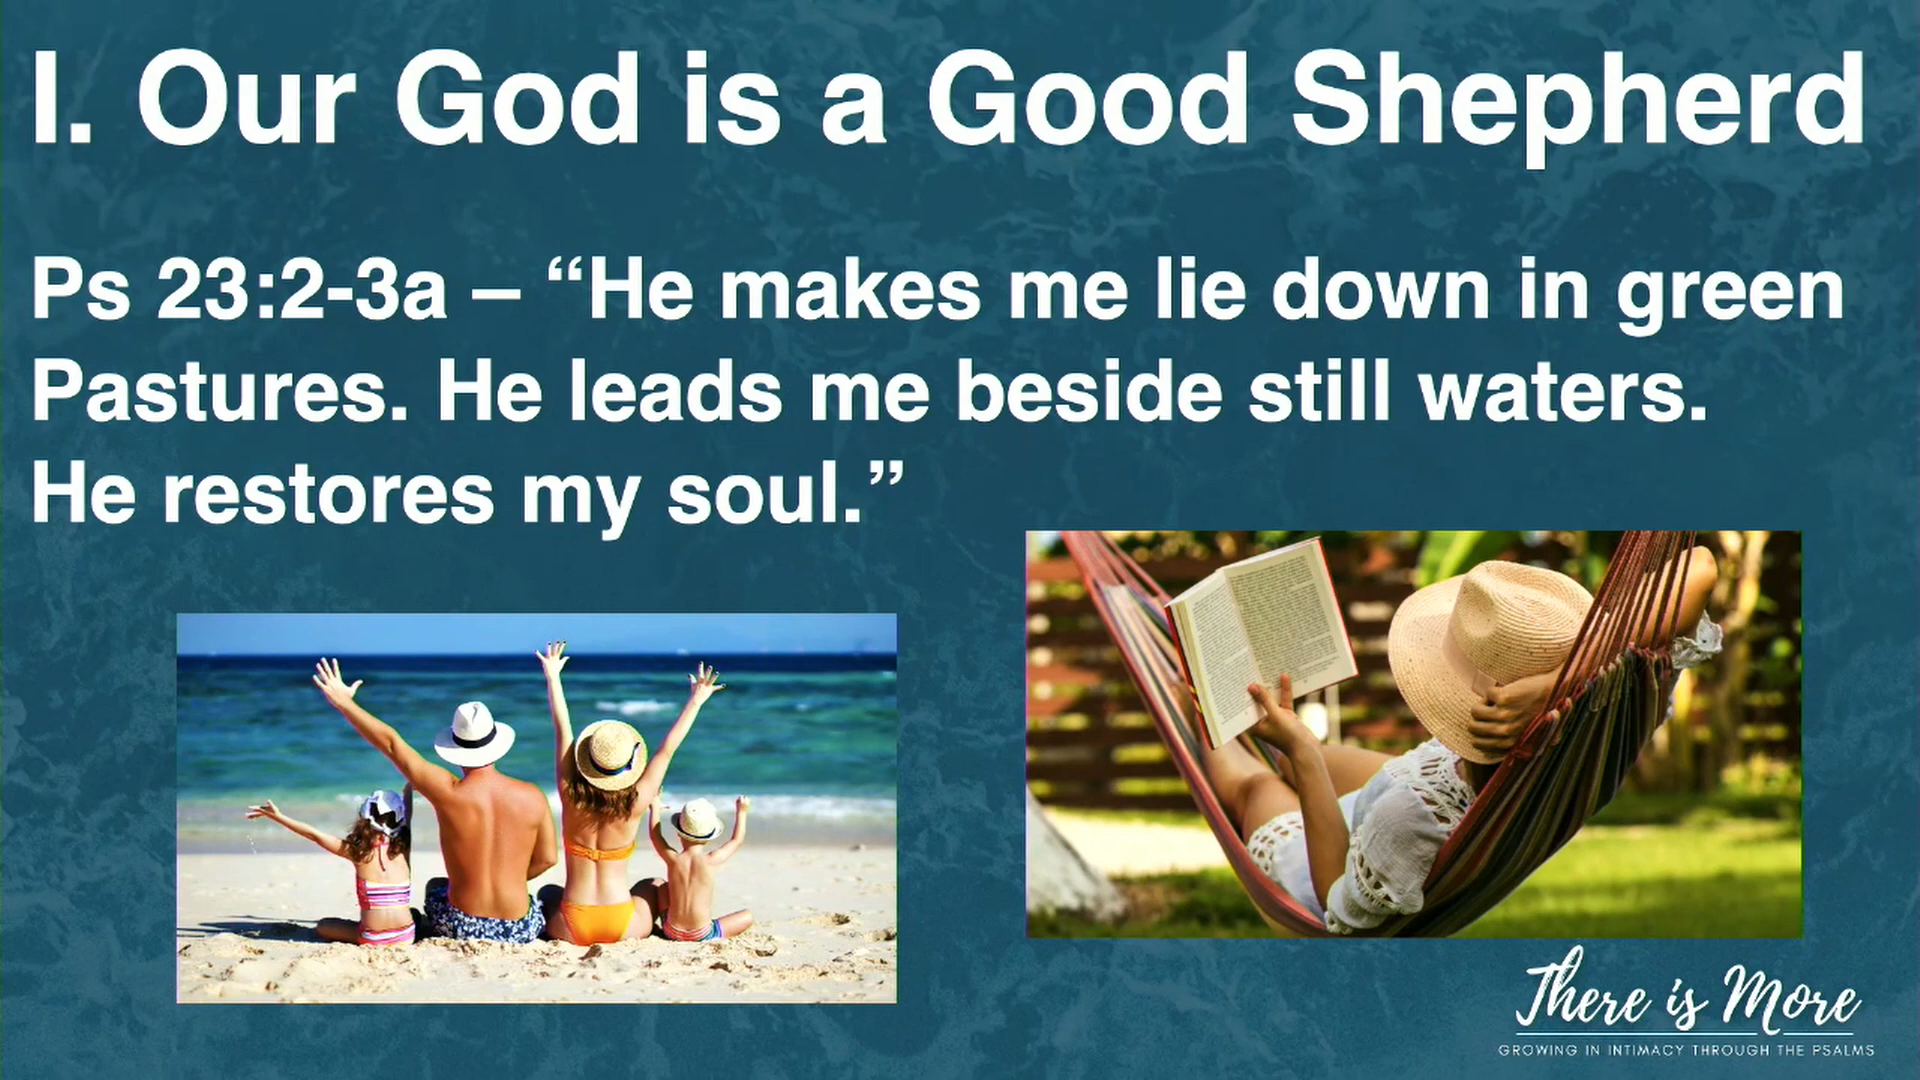 I. Our God is a Good Shepherd
Ps 23:2-3a – “He makes me lie down in green
Pastures. He leads me beside still waters.
He restores my soul.”
There is More
GROWING IN INTIMACY THROUGH THE PSALMS